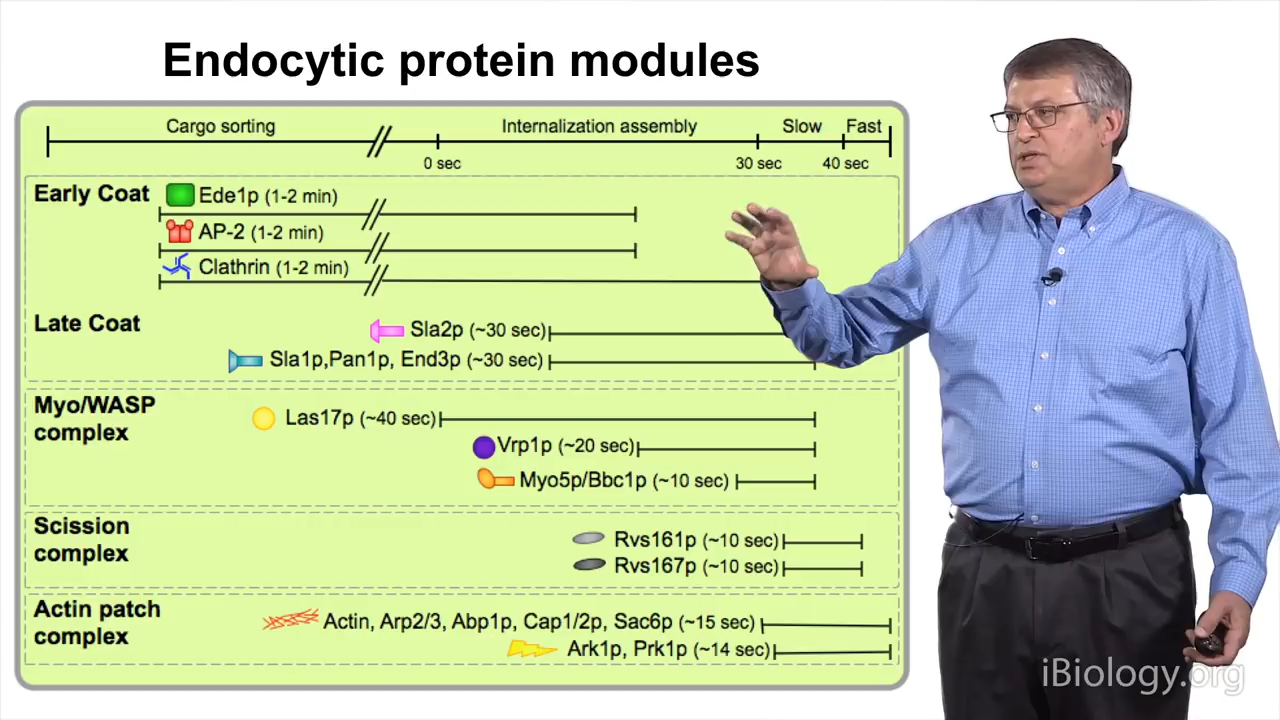 Endocytic protein modules
Cargo sorting
Internalization assembly
Slow
Fast
0 sec
30 sec
40 sec
Early Coat
Ede1p (1-2 min)
AP-2 (1-2 min)
Clathrin (1-2 min)
Late Coat
Sla2p (~30 sec)
Sla1p,Pan1p, End3p (~30 sec)
Myo/WASP
complex
Las17p (~40 sec)
Vrp1p (~20 sec)
Myo5p/Bbc1p (~10 sec)
Scission
complex
Rvs161p (~10 sec)
Rvs167p (~10 sec)
Actin patch
complex
Actin, Arp2/3, Abp1p, Cap1/2p, Sac6p (~15 sec)
Ark1p, Prk1p (~14 sec)
iBiology.org